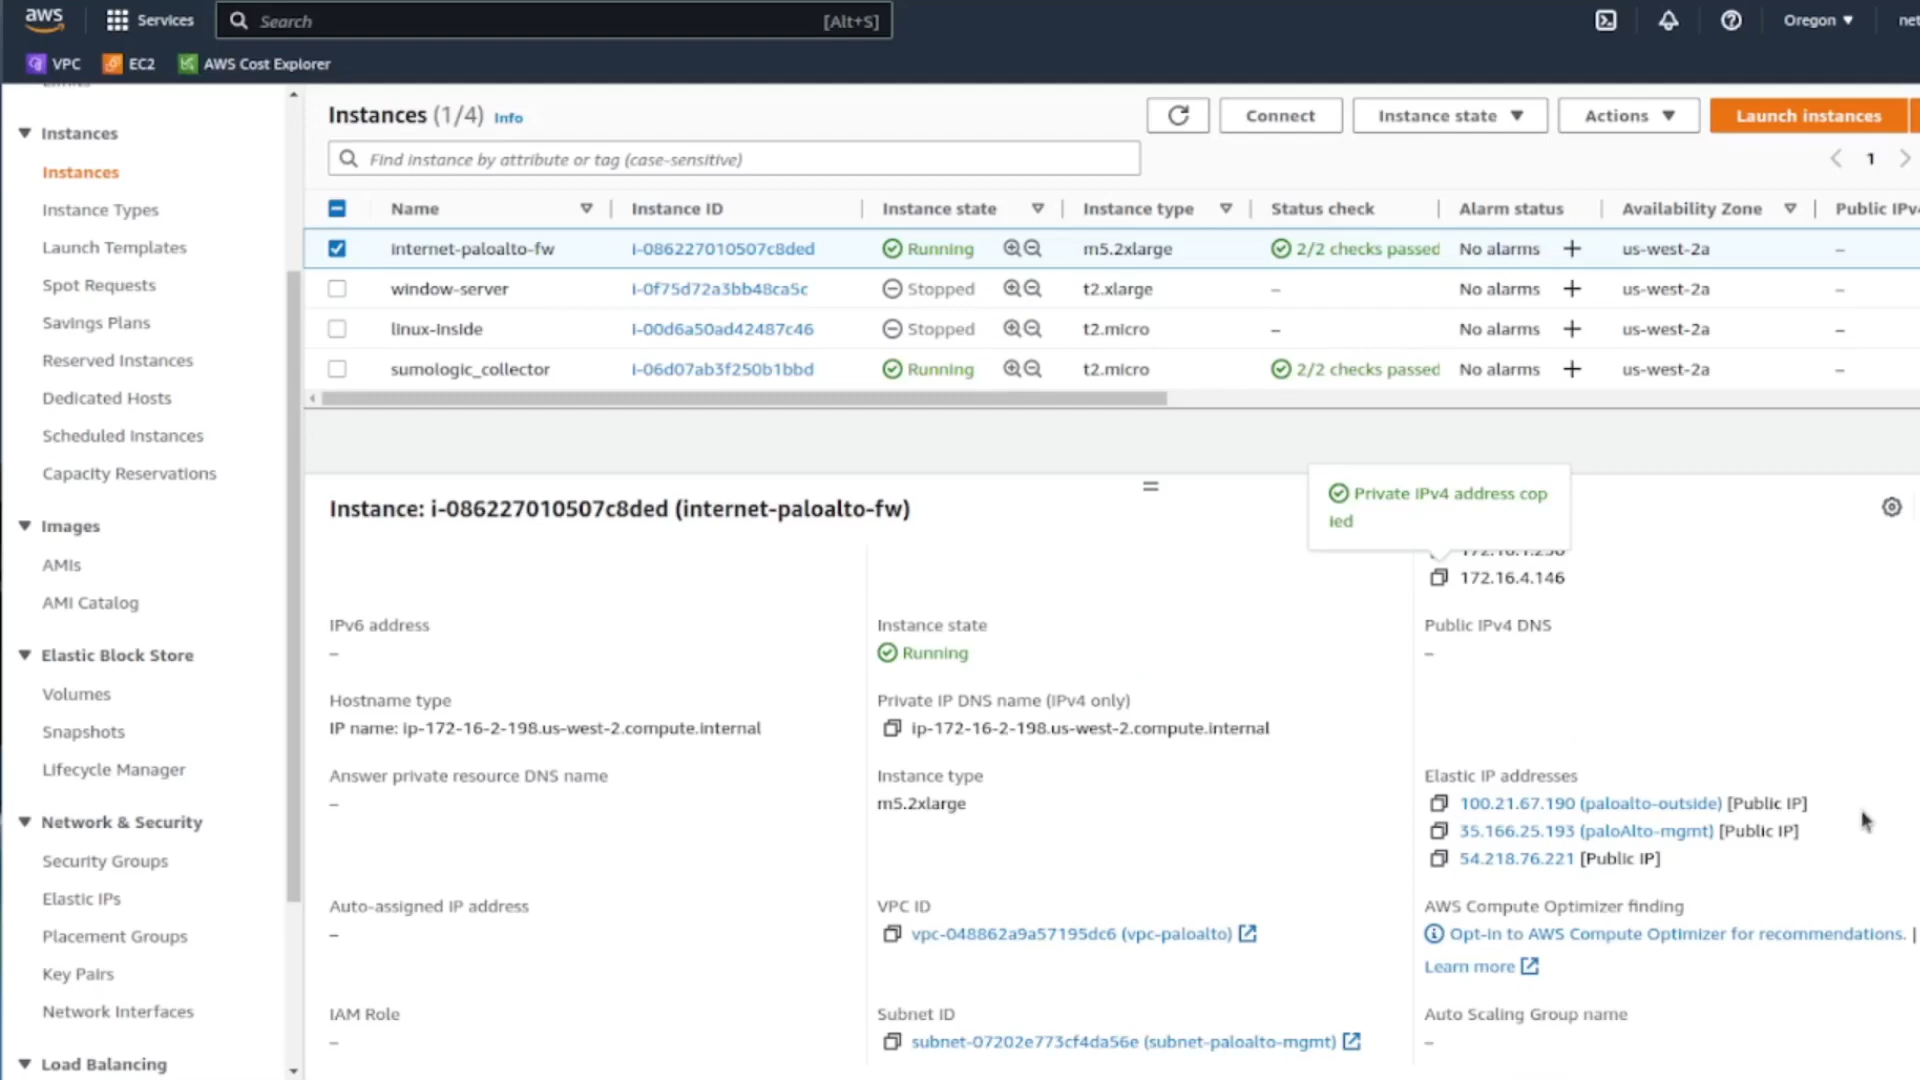 aws
Services
Search
[Alt+S]
Oregon ▼
VPC
EC2
AWS Cost Explorer
Limits
Instances
Instances
Instance Types
Launch Templates
Spot Requests
Savings Plans
Reserved Instances
Dedicated Hosts
Scheduled Instances
Capacity Reservations
Images
AMIs
AMI Catalog
Elastic Block Store
Volumes
Snapshots
Lifecycle Manager
Network & Security
Security Groups
Elastic IPs
Placement Groups
Key Pairs
Network Interfaces
Load Balancing
Instances (1/4) Info
Connect
Instance state ▼
Actions ▼
Launch instances
Find instance by attribute or tag (case-sensitive)
1
Name Instance ID Instance state Instance type Status check Alarm status Availability Zone Public IPv4
internet-paloalto-fw i-086227010507c8ded Running m5.2xlarge 2/2 checks passed No alarms + us-west-2a –
window-server i-0f75d72a3bb48ca5c Stopped t2.xlarge – No alarms + us-west-2a –
linux-inside i-00d6a50ad42487c46 Stopped t2.micro – No alarms + us-west-2a –
sumologic_collector i-06d07ab3f250b1bbd Running t2.micro 2/2 checks passed No alarms + us-west-2a –
Instance: i-086227010507c8ded (internet-paloalto-fw)
Private IPv4 address cop
ied
172.16.4.146
IPv6 address
–
Instance state
Running
Public IPv4 DNS
–
Hostname type
IP name: ip-172-16-2-198.us-west-2.compute.internal
Private IP DNS name (IPv4 only)
ip-172-16-2-198.us-west-2.compute.internal
Answer private resource DNS name
–
Instance type
m5.2xlarge
Elastic IP addresses
100.21.67.190 (paloalto-outside) [Public IP]
35.166.25.193 (paloAlto-mgmt) [Public IP]
54.218.76.221 [Public IP]
Auto-assigned IP address
–
VPC ID
vpc-048862a9a57195dc6 (vpc-paloalto)
AWS Compute Optimizer finding
Opt-in to AWS Compute Optimizer for recommendations. |
Learn more
IAM Role
–
Subnet ID
subnet-07202e773cf4da56e (subnet-paloalto-mgmt)
Auto Scaling Group name
–